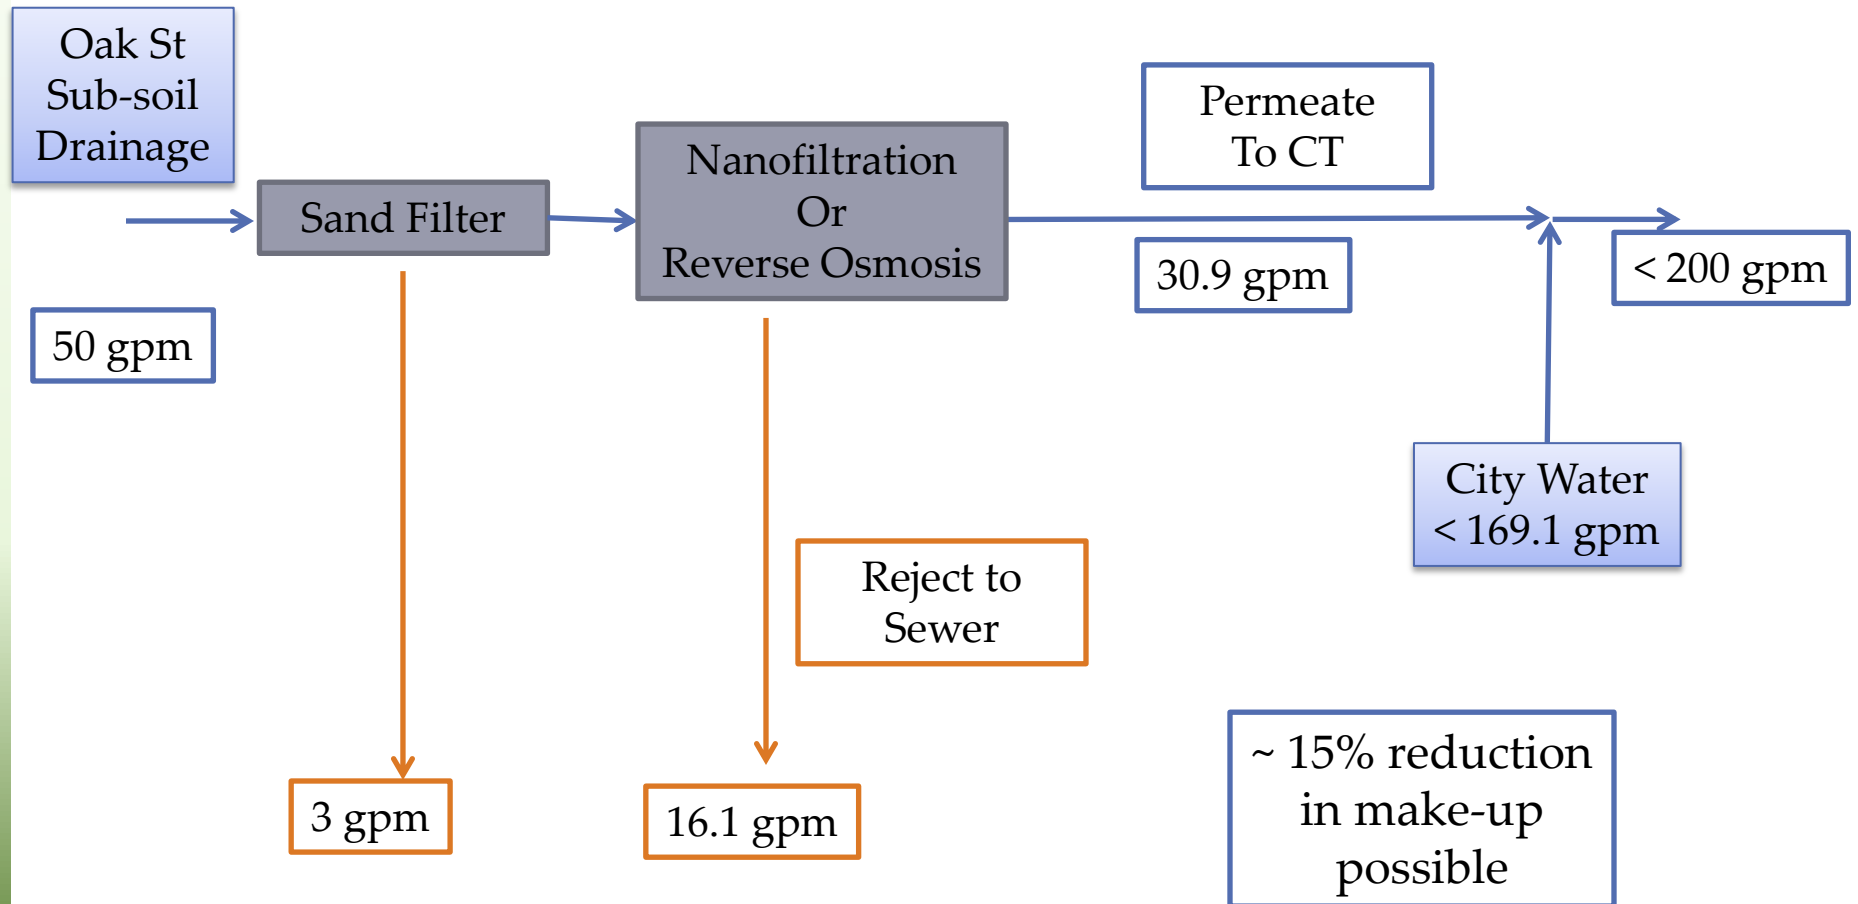 Oak St
Sub-soil
Drainage
50 gpm
Sand Filter
3 gpm
Nanofiltration
Or
Reverse Osmosis
16.1 gpm
Reject to
Sewer
Permeate
To CT
30.9 gpm
< 200 gpm
City Water
< 169.1 gpm
~ 15% reduction
in make-up
possible